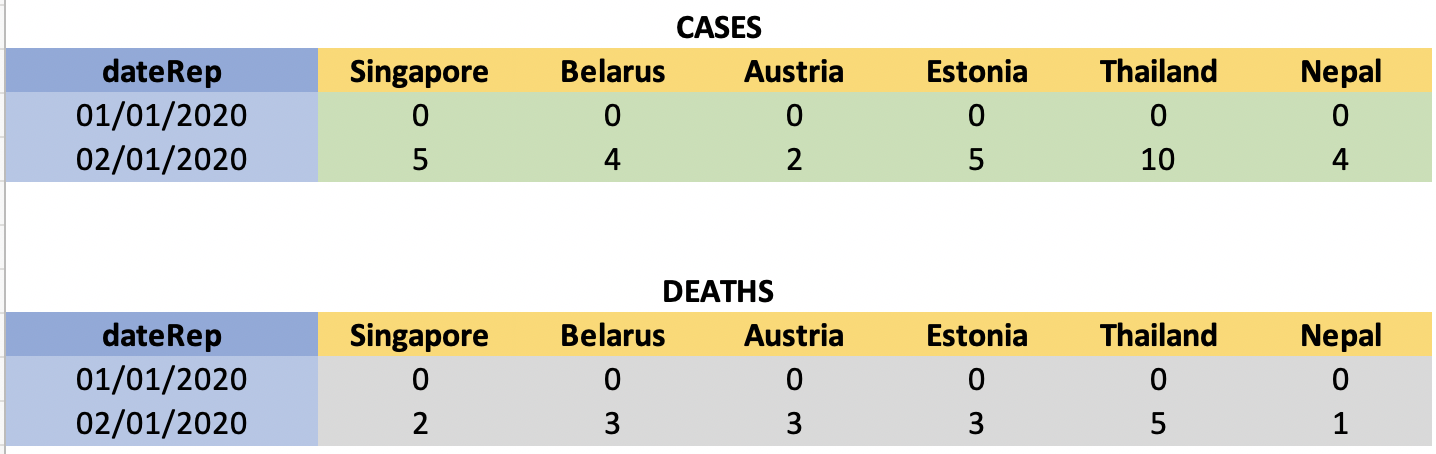 CASES
dateRep Singapore Belarus Austria Estonia Thailand Nepal
01/01/2020 0 0 0 0 0 0
02/01/2020 5 4 2 5 10 4
DEATHS
dateRep Singapore Belarus Austria Estonia Thailand Nepal
01/01/2020 0 0 0 0 0 0
02/01/2020 2 3 3 3 5 1